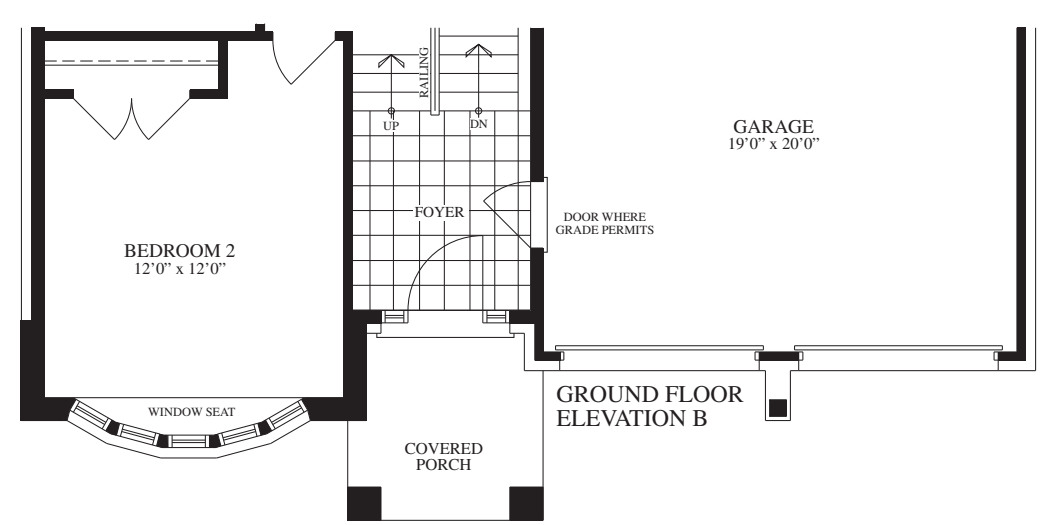 RAILING
UP
DN
GARAGE
19'0” x 20'0”
FOYER
DOOR WHERE
GRADE PERMITS
BEDROOM 2
12'0” x 12'0”
WINDOW SEAT
GROUND FLOOR
ELEVATION B
COVERED
PORCH